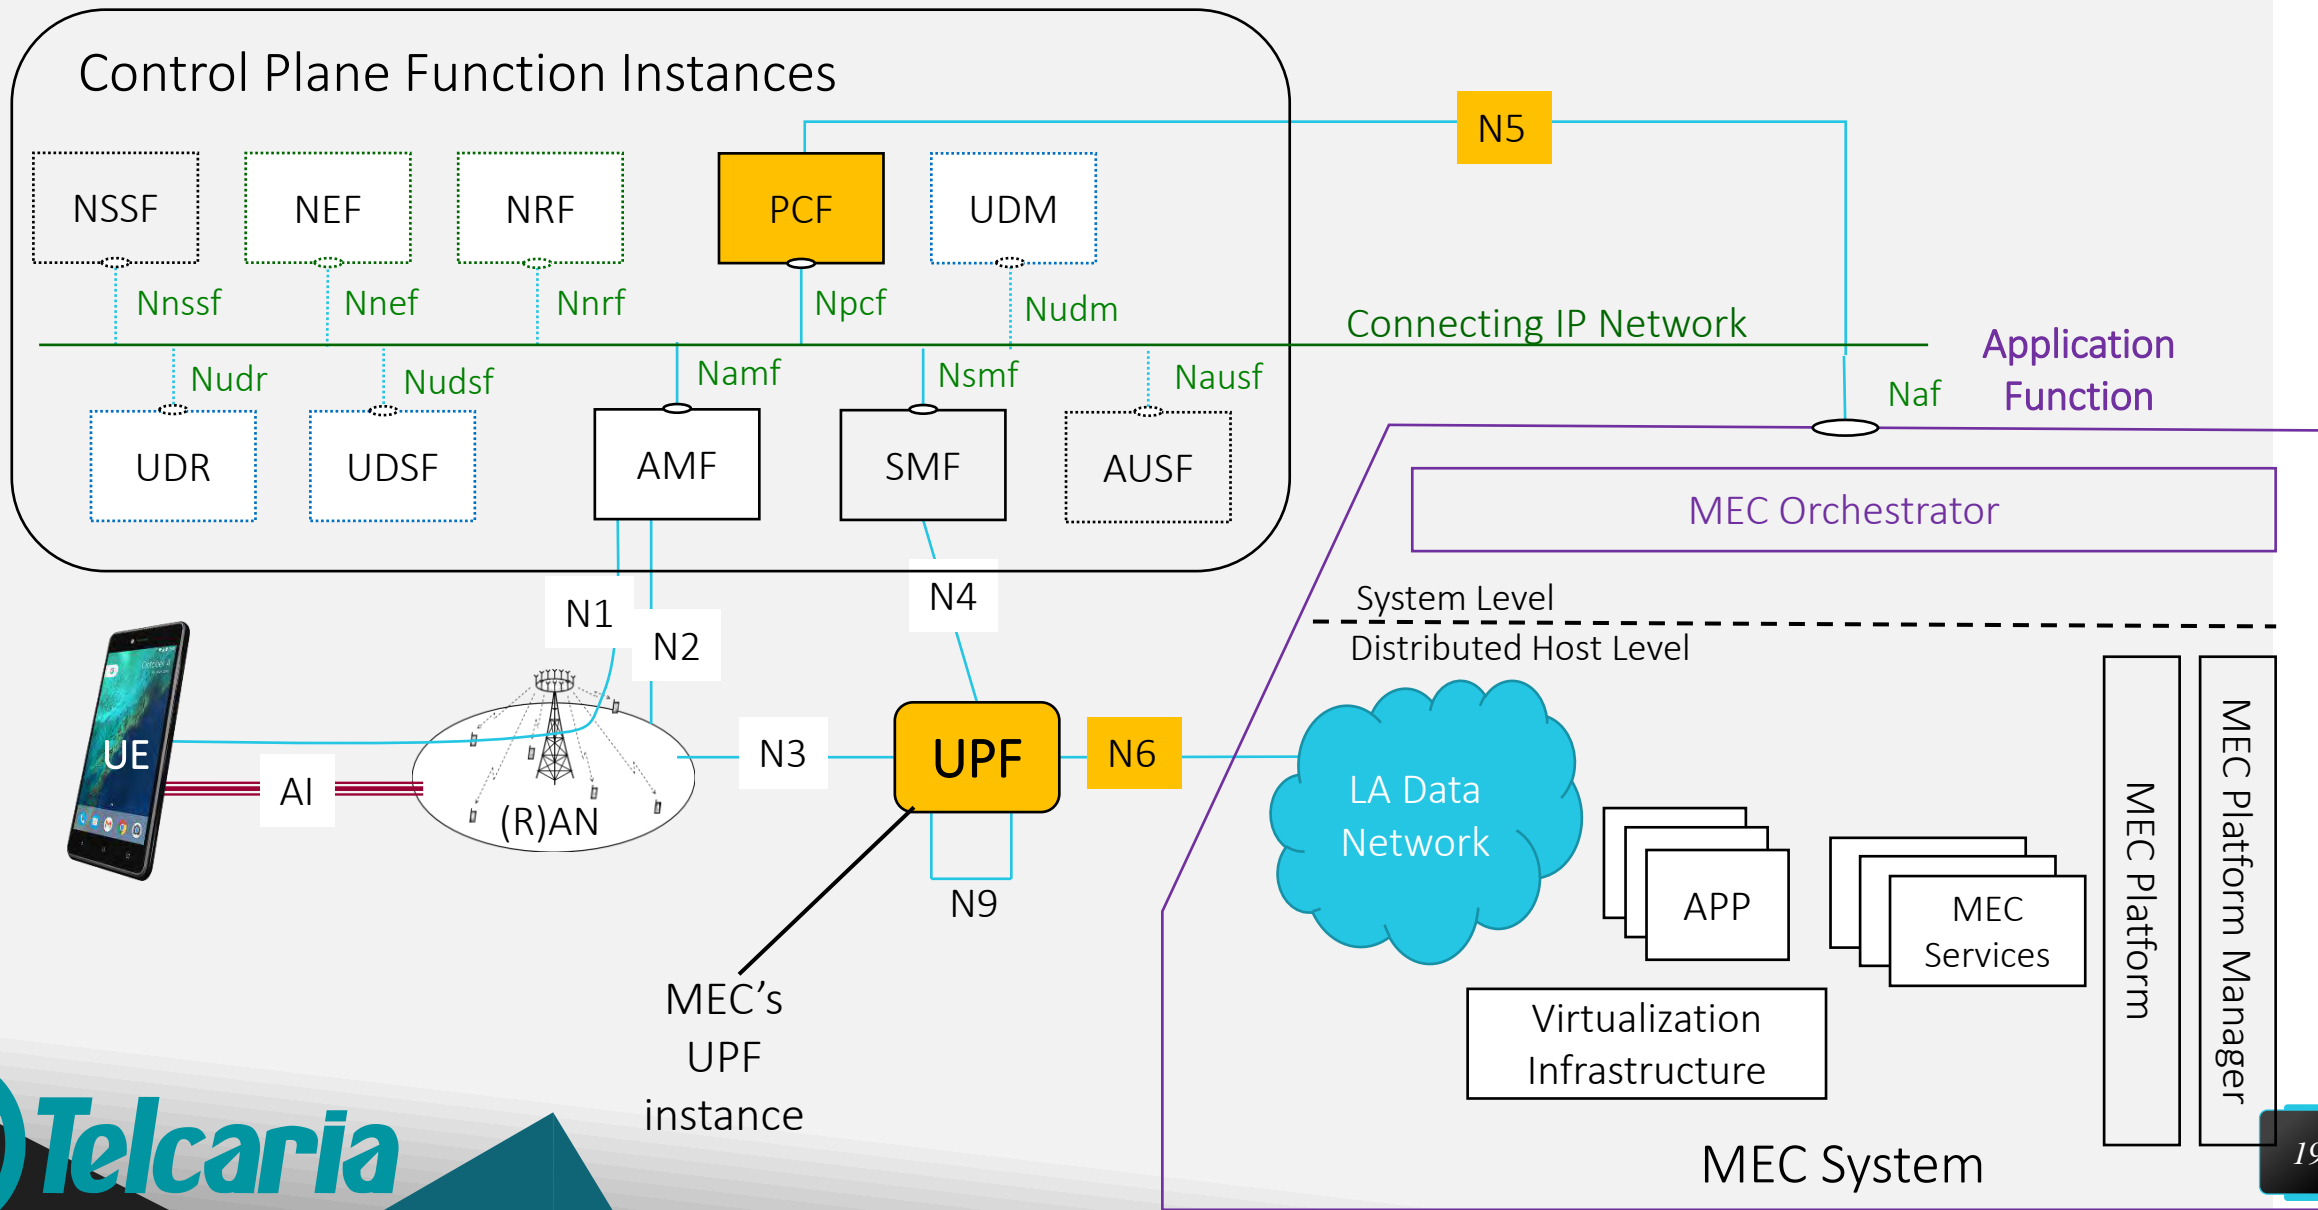 Control Plane Function Instances
N5
NSSF
NEF
NRF
PCF
UDM
Nnssf
Nnef
Nnrf
Npcf
Nudm
Connecting IP Network
Application
Function
Nudr
Nudsf
Namf
Nsmf
Nausf
Naf
UDR
UDSF
AMF
SMF
AUSF
MEC Orchestrator
System Level
Distributed Host Level
N1
N2
N4
UE
AI
(R)AN
N3
UPF
N6
N9
LA Data
Network
APP
MEC
Services
MEC Platform
MEC Platform Manager
Virtualization
Infrastructure
MEC's
UPF
instance
MEC System
Telcaria
19